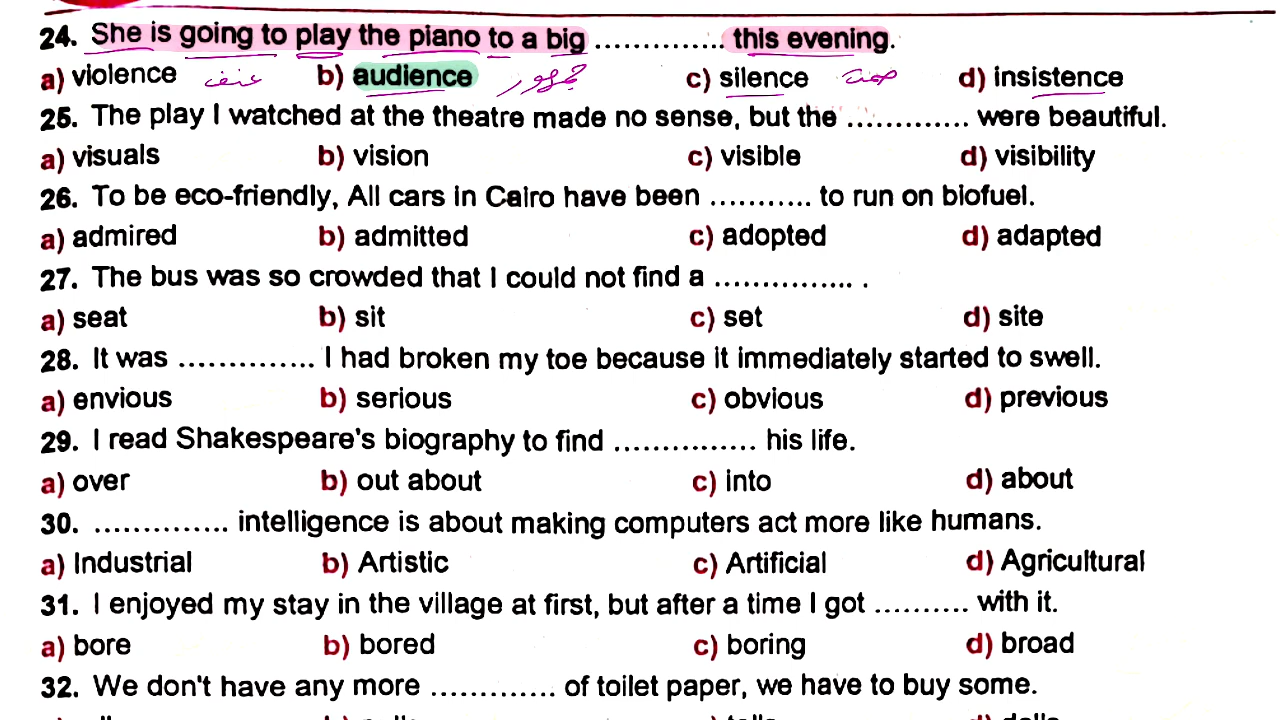 24. She is going to play the piano to a big .............. this evening.
a) violence عنف b) audience جمهور c) silence صمت d) insistence
25. The play I watched at the theatre made no sense, but the ............. were beautiful.
a) visuals b) vision c) visible d) visibility
26. To be eco-friendly, All cars in Cairo have been ........... to run on biofuel.
a) admired b) admitted c) adopted d) adapted
27. The bus was so crowded that I could not find a ............... .
a) seat b) sit c) set d) site
28. It was .............. I had broken my toe because it immediately started to swell.
a) envious b) serious c) obvious d) previous
29. I read Shakespeare's biography to find ............... his life.
a) over b) out about c) into d) about
30. .............. intelligence is about making computers act more like humans.
a) Industrial b) Artistic c) Artificial d) Agricultural
31. I enjoyed my stay in the village at first, but after a time I got .......... with it.
a) bore b) bored c) boring d) broad
32. We don't have any more ............. of toilet paper, we have to buy some.